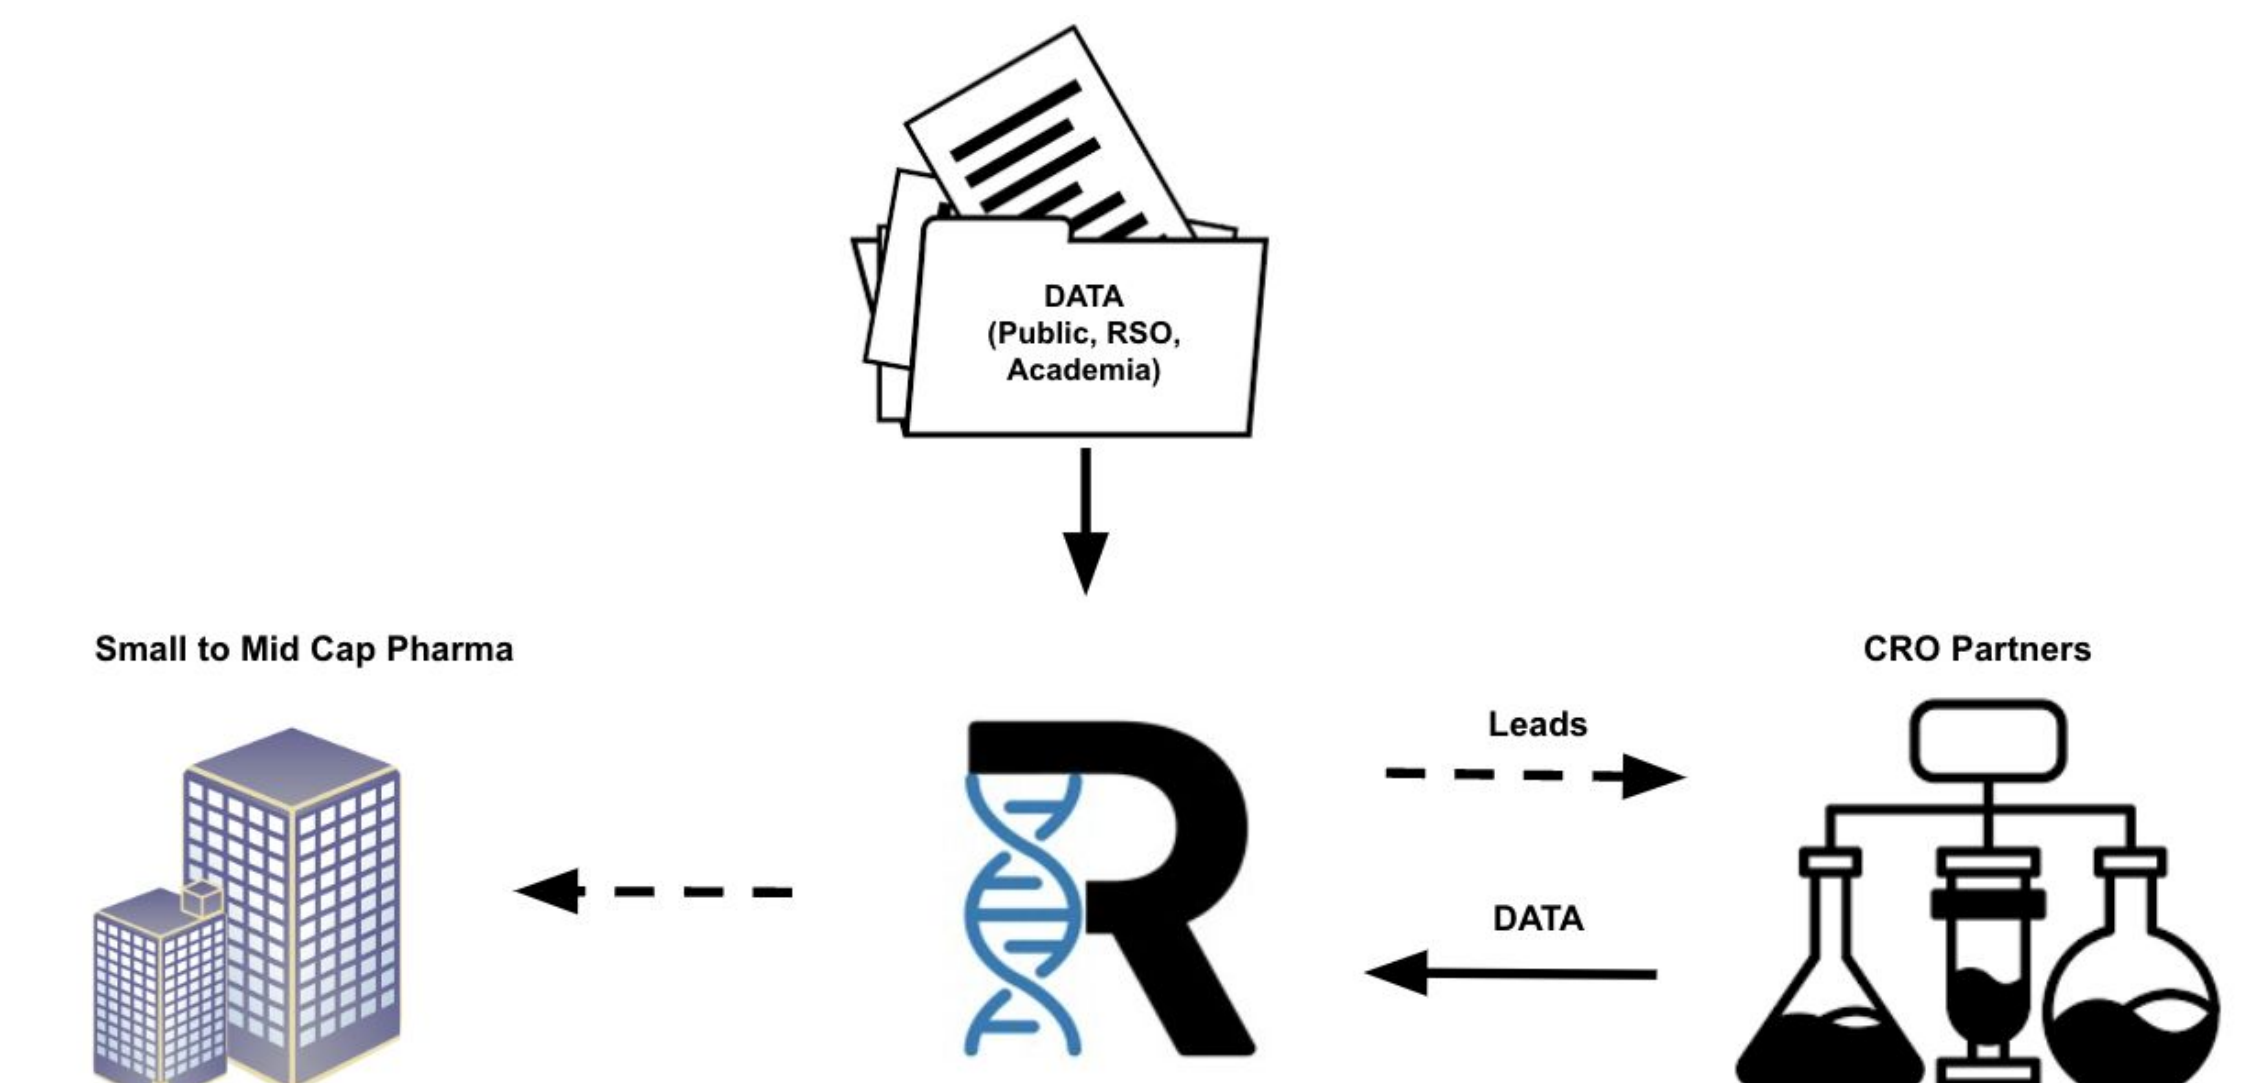 DATA
(Public, RSO,
Academia)
Small to Mid Cap Pharma
CRO Partners
Leads
R
DATA